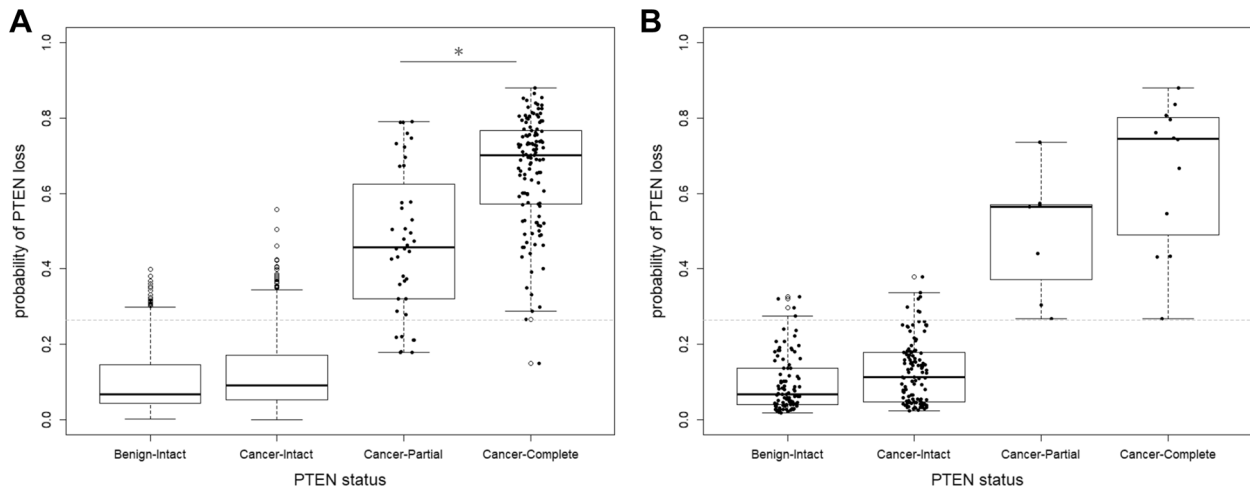 A
B
*
1.0
0.8
0.6
0.4
0.2
0.0
probability of PTEN loss
Benign-Intact
Cancer-Intact
Cancer-Partial
Cancer-Complete
PTEN status
1.0
0.8
0.6
0.4
0.2
0.0
probability of PTEN loss
Benign-Intact
Cancer-Intact
Cancer-Partial
Cancer-Complete
PTEN status